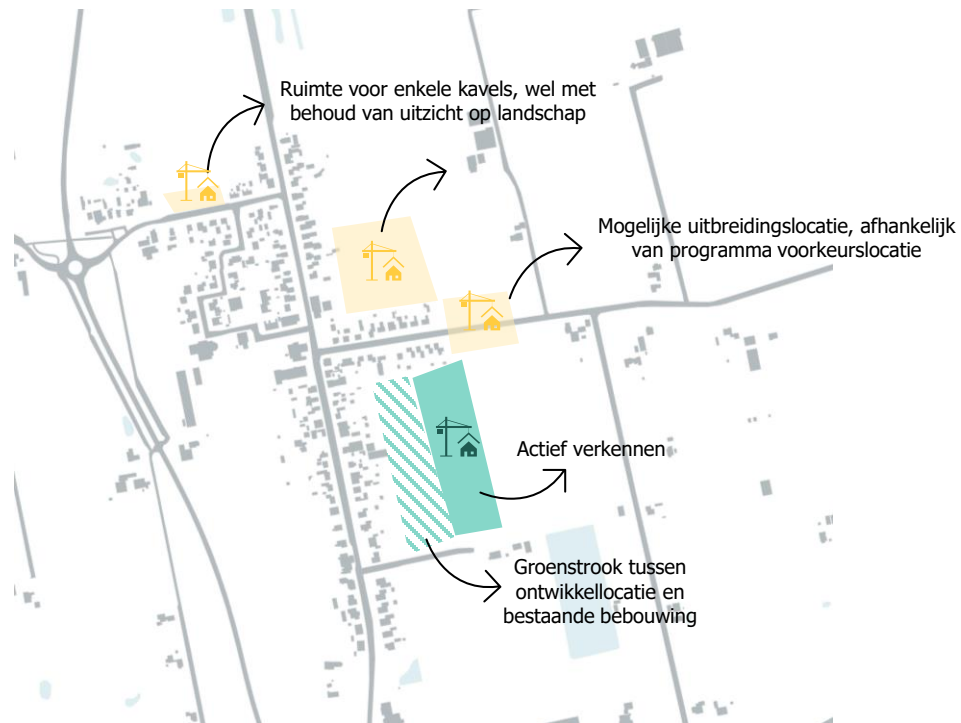 Ruimte voor enkele kavels, wel met
behoud van uitzicht op landschap
Mogelijke uitbreidingslocatie, afhankelijk
van programma voorkeurslocatie
Actief verkennen
Groenstrook tussen
ontwikkellocatie en
bestaande bebouwing